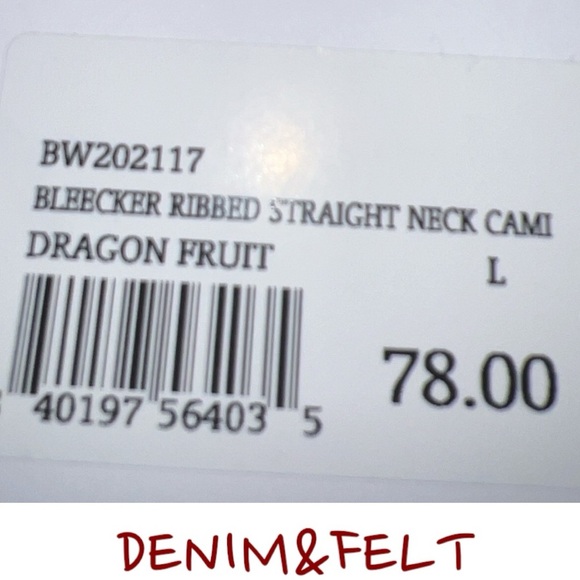 BW202117
BLEECKER RIBBED STRAIGHT NECK CAMI
DRAGON FRUIT
L
78.00
40197 56403 5
DENIM&FELT